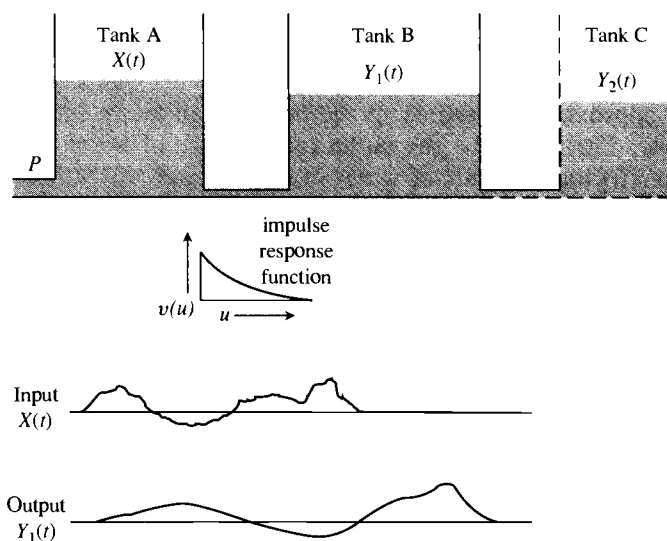 Tank A
X(t)
Tank B
Y₁(t)
Tank C
Y₂(t)
P
impulse
response
function
v(u)
u
Input
X(t)
Output
Y₁(t)